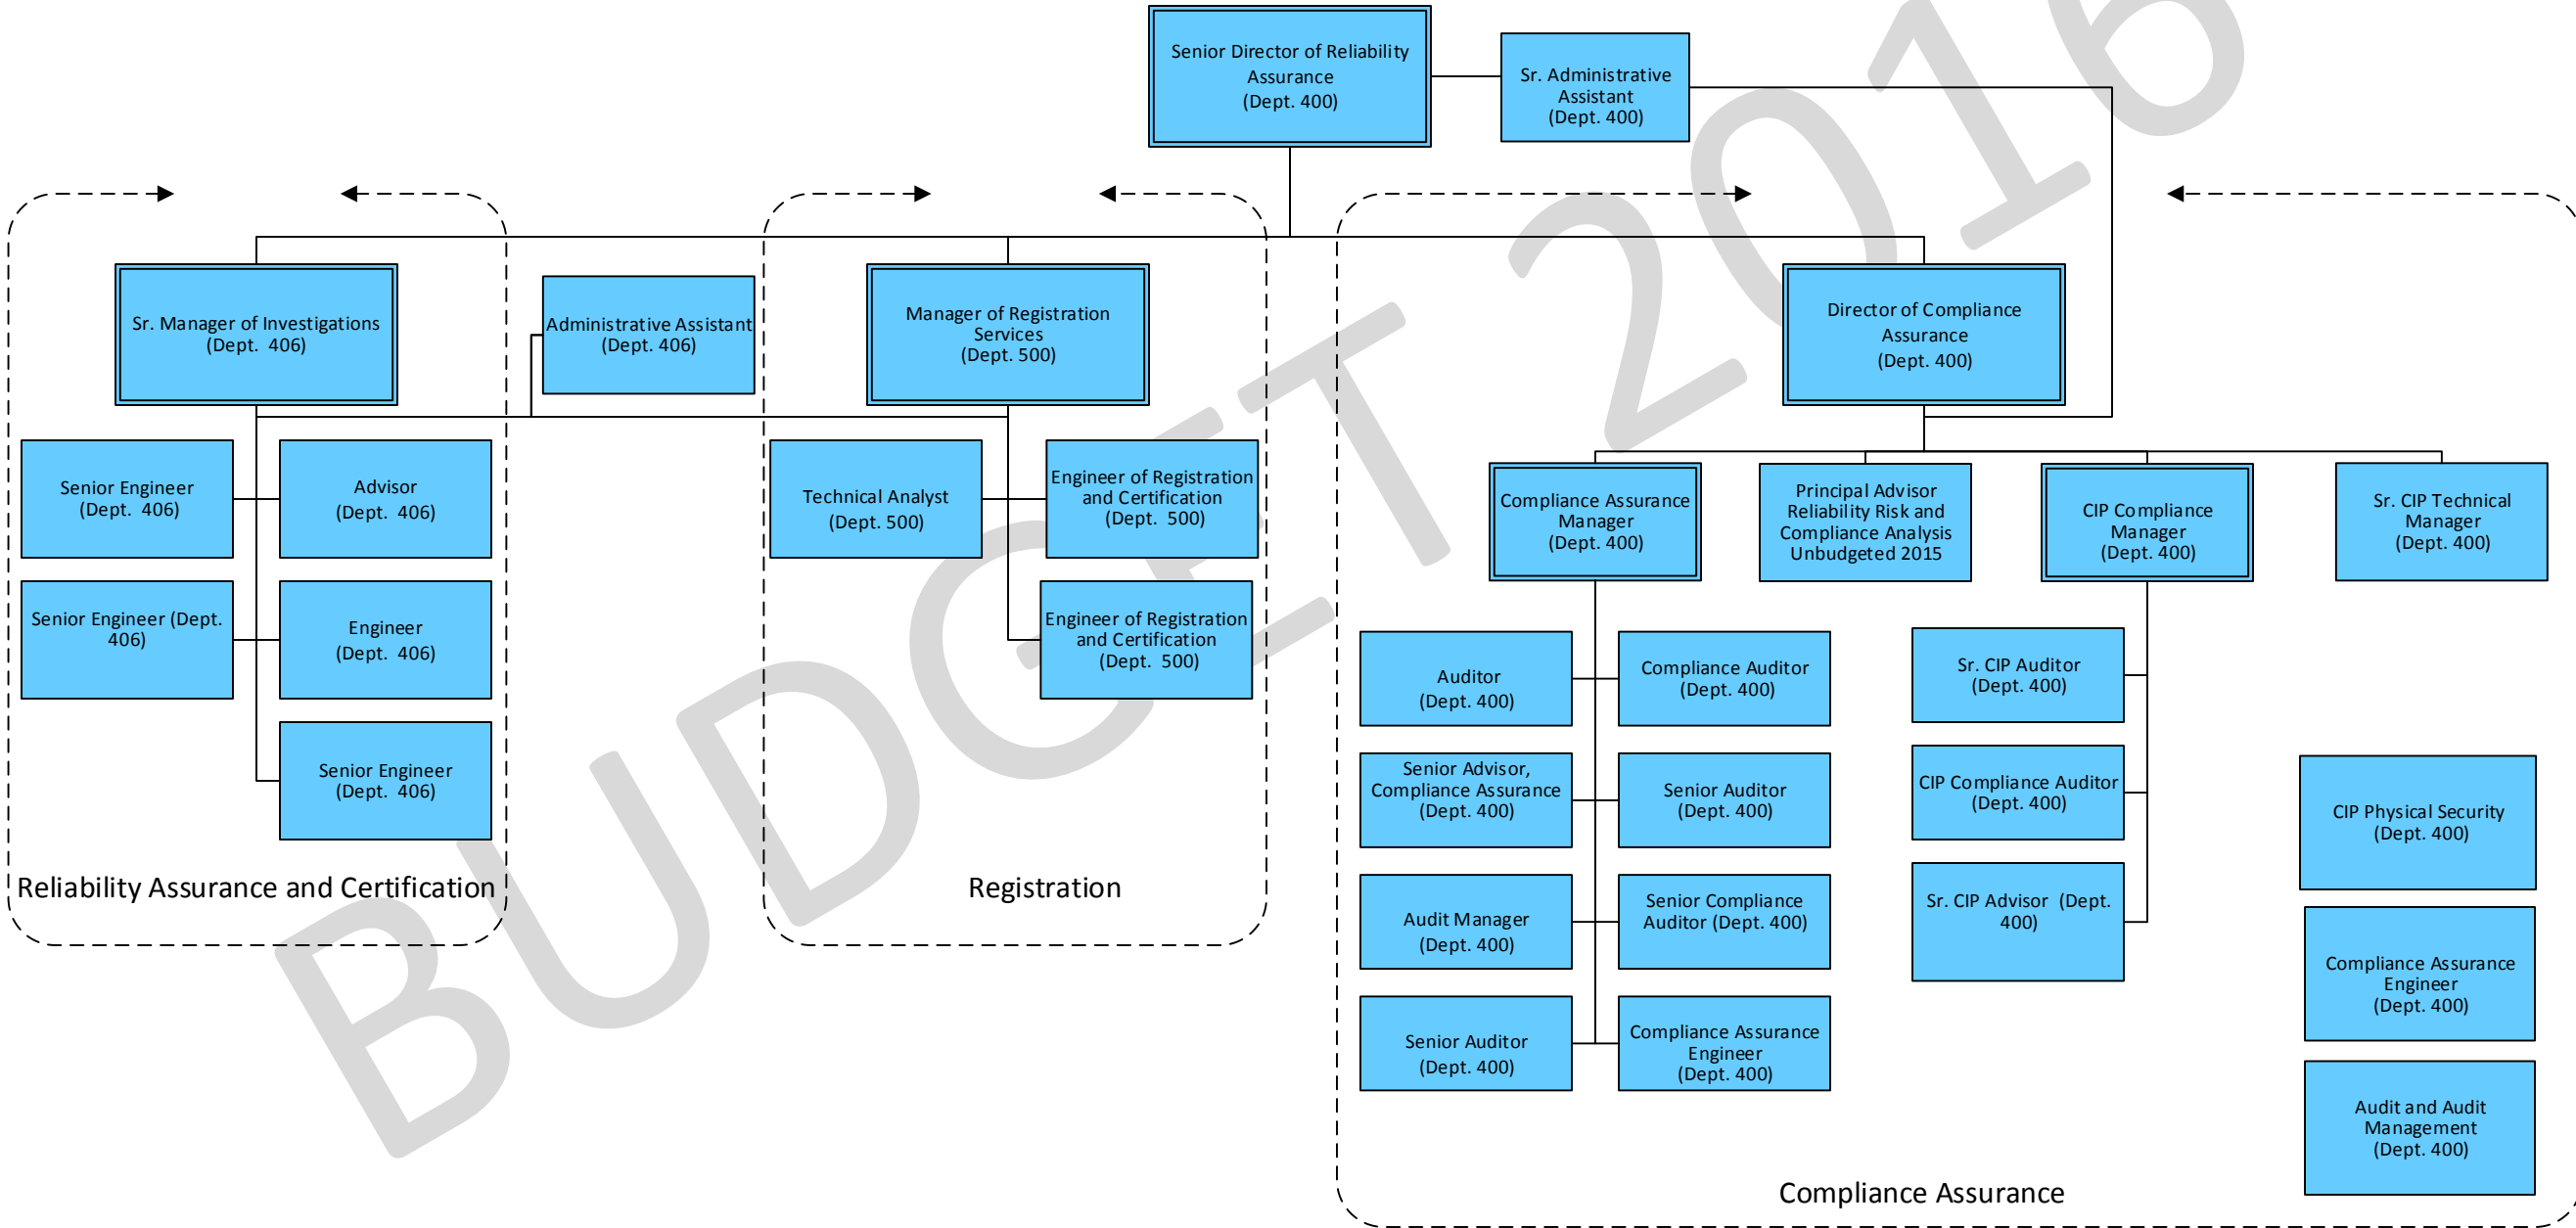 Senior Director of Reliability
Assurance
(Dept. 400)
Sr. Administrative
Assistant
(Dept. 400)
Sr. Manager of Investigations
(Dept. 406)
Administrative Assistant
(Dept. 406)
Manager of Registration
Services
(Dept. 500)
Director of Compliance
Assurance
(Dept. 400)
Senior Engineer
(Dept. 406)
Advisor
(Dept. 406)
Senior Engineer (Dept.
406)
Engineer
(Dept. 406)
Senior Engineer
(Dept. 406)
Reliability Assurance and Certification
Technical Analyst
(Dept. 500)
Engineer of Registration
and Certification
(Dept. 500)
Engineer of Registration
and Certification
(Dept. 500)
Registration
Compliance Assurance
Manager
(Dept. 400)
Principal Advisor
Reliability Risk and
Compliance Analysis
Unbudgeted 2015
CIP Compliance
Manager
(Dept. 400)
Sr. CIP Technical
Manager
(Dept. 400)
Auditor
(Dept. 400)
Compliance Auditor
(Dept. 400)
Senior Advisor,
Compliance Assurance
(Dept. 400)
Senior Auditor
(Dept. 400)
Audit Manager
(Dept. 400)
Senior Compliance
Auditor (Dept. 400)
Senior Auditor
(Dept. 400)
Compliance Assurance
Engineer
(Dept. 400)
Sr. CIP Auditor
(Dept. 400)
CIP Compliance Auditor
(Dept. 400)
Sr. CIP Advisor (Dept.
400)
CIP Physical Security
(Dept. 400)
Compliance Assurance
Engineer
(Dept. 400)
Audit and Audit
Management
(Dept. 400)
Compliance Assurance
BUDGET 2016